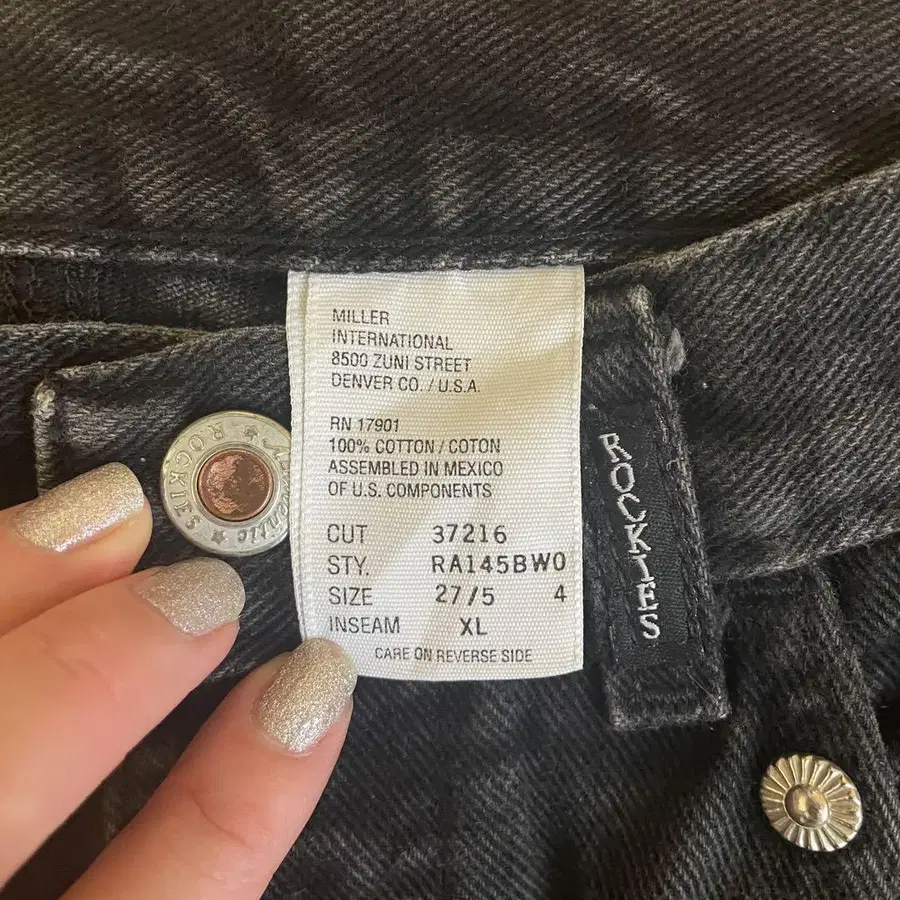 MILLER
INTERNATIONAL
8500 ZUNI STREET
DENVER CO. / U.S.A.
RN 17901
100% COTTON / COTON
ASSEMBLED IN MEXICO
OF U.S. COMPONENTS
CUT 37216
STY. RA145BW0
SIZE 27/5 4
INSEAM XL
CARE ON REVERSE SIDE
ROCKIES
ROCKIES